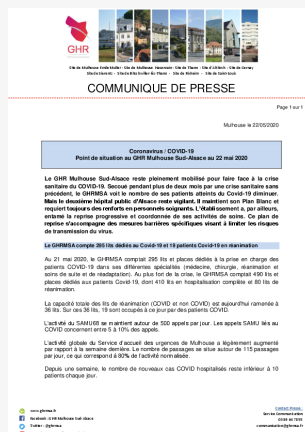 GHR
Site de Mulhouse Emile Muller - Site de Mulhouse Hasenrain - Site de Thann - Site d'Altkirch - Site de Cernay
Site de Sierentz - Site de Bitschwiller-lès-Thann - Site de Rixheim - Site de Saint-Louis
COMMUNIQUE DE PRESSE
Page 1 sur 1
Mulhouse le 22/05/2020
Coronavirus / COVID-19
Point de situation au GHR Mulhouse Sud-Alsace au 22 mai 2020
Le GHR Mulhouse Sud-Alsace reste pleinement mobilisé pour faire face à la crise
sanitaire du COVID-19. Secoué pendant plus de deux mois par une crise sanitaire sans
précédent, le GHRMSA voit le nombre de ses patients atteints du Covid-19 diminuer.
Mais le deuxième hôpital public d'Alsace reste vigilant. Il maintient son Plan Blanc et
requiert toujours des renforts en personnels soignants. L'établissement a, par ailleurs,
entamé la reprise progressive et coordonnée de ses activités de soins. Ce plan de
reprise s'accompagne des mesures barrières spécifiques visant à limiter les risques
de transmission du virus.
Le GHRMSA compte 295 lits dédiés au Covid-19 et 19 patients Covid-19 en réanimation
Au 21 mai 2020, le GHRMSA comptait 295 lits et places dédiés à la prise en charge des
patients COVID-19 dans ses différentes spécialités (médecine, chirurgie, réanimation et
soins de suite et de réadaptation). Au plus fort de la crise, le GHRMSA comptait 490 lits et
places dédiés aux patients Covid-19, dont 410 lits en hospitalisation complète et 80 lits de
réanimation.
La capacité totale des lits de réanimation (COVID et non COVID) est aujourd'hui ramenée à
36 lits. Sur ces 36 lits, 19 sont occupés à ce jour par des patients COVID.
L'activité du SAMU68 se maintient autour de 500 appels par jour. Les appels SAMU liés au
COVID concernent entre 5 à 10% des appels.
L'activité globale du Service d'accueil des urgences de Mulhouse a légèrement augmenté
par rapport à la semaine dernière. Le nombre de passages se situe autour de 115 passages
par jour, ce qui correspond à 80% de l'activité normalisée.
Depuis une semaine, le nombre de nouveaux cas COVID hospitalisés reste inférieur à 10
patients chaque jour.
www.ghrmsa.fr
Facebook : GHR Mulhouse Sud-Alsace
Twitter : @ghrmsa
Contact Presse :
Service Communication
communication@ghrmsa.fr